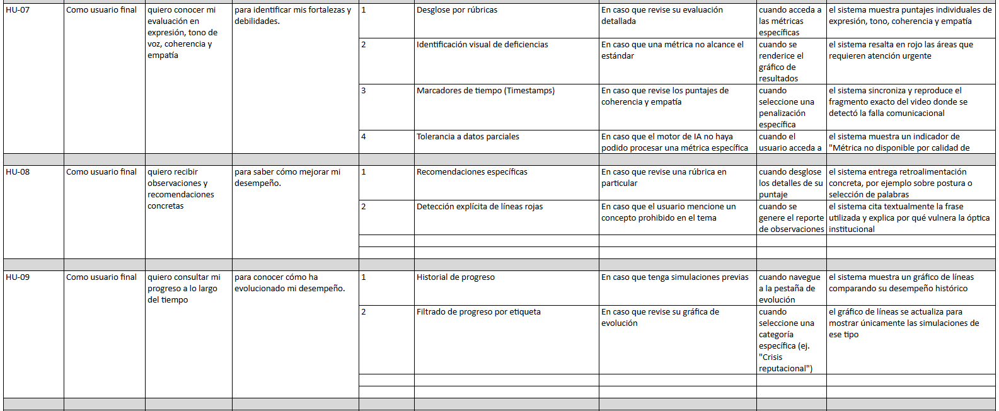 HU-07
Como usuario final
quiero conocer mi
evaluación en
expresión, tono de
voz, coherencia y
empatía
para identificar mis fortalezas y
debilidades.
1
Desglose por rúbricas
En caso que revise su evaluación
detallada
cuando acceda a
las métricas
específicas
el sistema muestra puntajes individuales de
expresión, tono, coherencia y empatía
2
Identificación visual de deficiencias
En caso que una métrica no alcance el
estándar
cuando se
renderice el
gráfico de
resultados
el sistema resalta en rojo las áreas que
requieren atención urgente
3
Marcadores de tiempo (Timestamps)
En caso que revise los puntajes de
coherencia y empatía
cuando
seleccione una
penalización
específica
el sistema sincroniza y reproduce el
fragmento exacto del video donde se
detectó la falla comunicacional
4
Tolerancia a datos parciales
En caso que el motor de IA no haya
podido procesar una métrica específica
cuando el
usuario acceda a
el sistema muestra un indicador de
"Métrica no disponible por calidad de
HU-08
Como usuario final
quiero recibir
observaciones y
recomendaciones
concretas
para saber cómo mejorar mi
desempeño.
1
Recomendaciones específicas
En caso que revise una rúbrica en
particular
cuando desglose
los detalles de su
puntaje
el sistema entrega retroalimentación
concreta, por ejemplo sobre postura o
selección de palabras
2
Detección explícita de líneas rojas
En caso que el usuario mencione un
concepto prohibido en el tema
cuando se
genere el reporte
de observaciones
el sistema cita textualmente la frase
utilizada y explica por qué vulnera la óptica
institucional
HU-09
Como usuario final
quiero consultar mi
progreso a lo largo
del tiempo
para conocer cómo ha
evolucionado mi desempeño.
1
Historial de progreso
En caso que tenga simulaciones previas
cuando navegue
a la pestaña de
evolución
el sistema muestra un gráfico de líneas
comparando su desempeño histórico
2
Filtrado de progreso por etiqueta
En caso que revise su gráfica de
evolución
cuando
seleccione una
categoría
específica (ej.
"Crisis
reputacional")
el gráfico de líneas se actualiza para
mostrar únicamente las simulaciones de
ese tipo